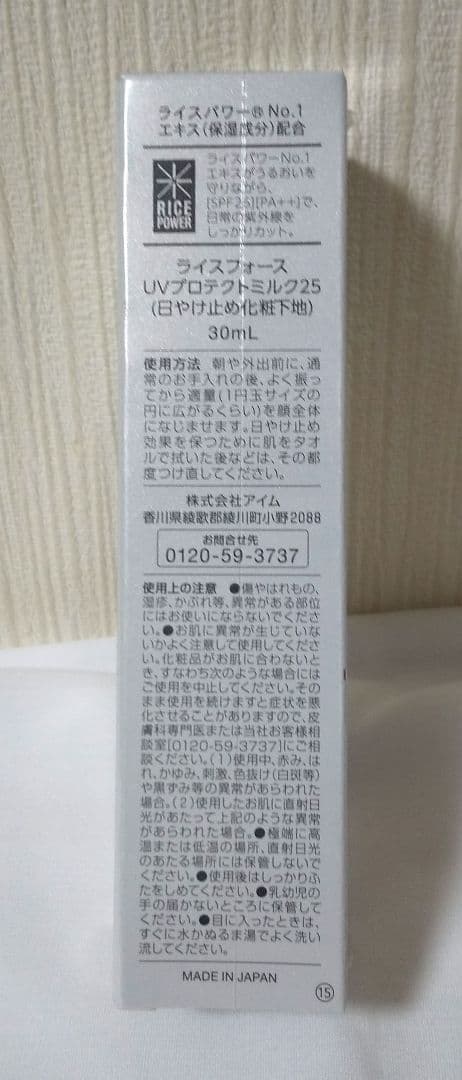 ライスパワー® No.1
エキス(保湿成分)配合
RICE
POWER
ライスパワーNo.1
エキスがうるおいを
守りながら、
[SPF25][PA++]で、
日常の紫外線を
しっかりカット。
ライスフォース
UVプロテクトミルク25
(日やけ止め化粧下地)
30mL
使用方法 朝や外出前に、通
常のお手入れの後、よく振っ
てから適量(1円玉サイズの
円に広がるくらい)を顔全体
になじませます。日やけ止め
効果を保つために肌をタオ
ルで拭いた後などは、その都
度つけ直してください。
株式会社アイム
香川県綾歌郡綾川町小野2088
お問合せ先
0120-59-3737
使用上の注意 ●傷やはれもの、
湿疹、かぶれ等、異常がある部位
にはお使いにならないでくださ
い。●お肌に異常が生じていな
いかよく注意して使用してくださ
い。化粧品がお肌に合わないと
き、すなわち次のような場合には
ご使用を中止してください。その
まま使用を続けますと症状を悪
化させることがありますので、皮
膚科専門医または当社お客様相
談室[0120-59-3737]にご相
談ください。(1)使用中、赤み、は
れ、かゆみ、刺激、色抜け(白斑等)
や黒ずみ等の異常があらわれた
場合。(2)使用したお肌に直射日
光があたって上記のような異常
があらわれた場合。●極端に高
温または低温の場所、直射日光
のあたる場所には保管しないで
ください。●使用後はしっかりふ
たをしめてください。●乳幼児の
手の届かないところに保管して
ください。●目に入ったときは、
すぐに水かぬるま湯でよく洗い
流してください。
MADE IN JAPAN
⑮